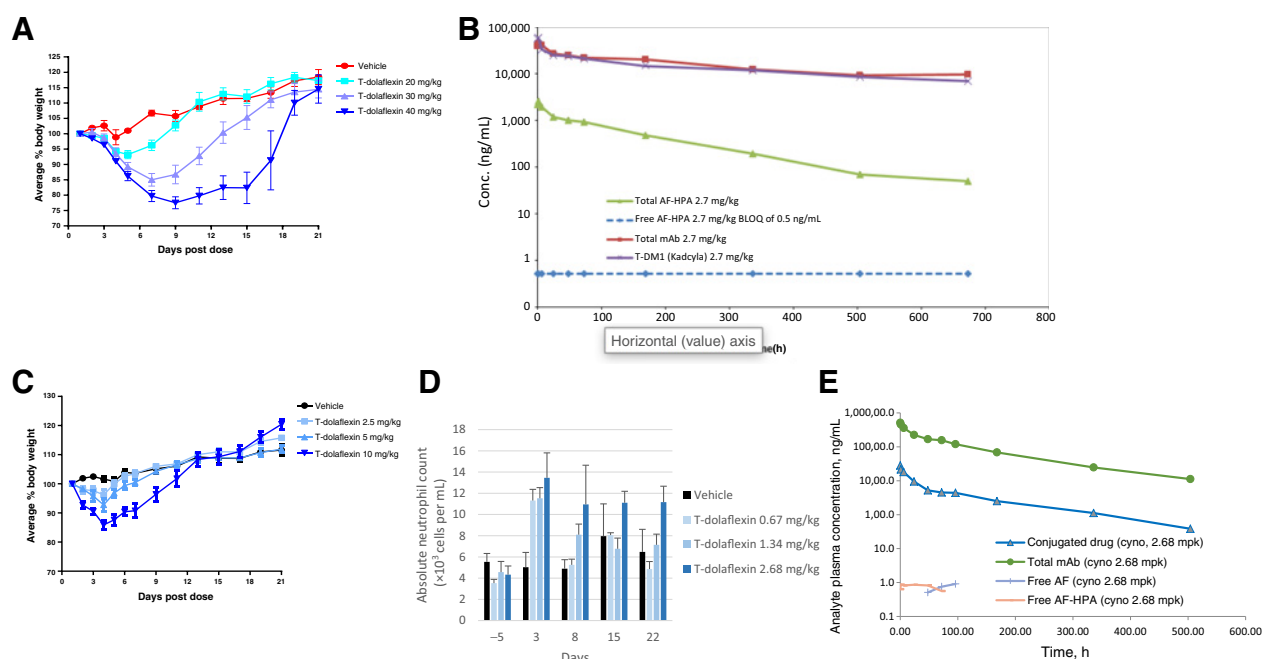 A
125
120
115
110
105
100
95
90
85
80
75
70
0
3
6
9
12
15
18
21
Average % body weight
Days post dose
Vehicle
T-dolaflexin 20 mg/kg
T-dolaflexin 30 mg/kg
T-dolaflexin 40 mg/kg
B
100,000
10,000
1,000
100
10
1
0
0
100
200
300
400
500
600
700
800
Conc. (ng/mL)
Total AF-HPA 2.7 mg/kg
Free AF-HPA 2.7 mg/kg BLOQ of 0.5 ng/mL
Total mAb 2.7 mg/kg
T-DM1 (Kadcyla) 2.7 mg/kg
Horizontal (value) axis
me(h)
C
130
120
110
100
90
80
70
0
3
6
9
12
15
18
21
Average % body weight
Days post dose
Vehicle
T-dolaflexin 2.5 mg/kg
T-dolaflexin 5 mg/kg
T-dolaflexin 10 mg/kg
D
18
16
14
12
10
8
6
4
2
0
–5
3
8
15
22
Absolute neutrophil count
(×10³ cells per mL)
Days
Vehicle
T-dolaflexin 0.67 mg/kg
T-dolaflexin 1.34 mg/kg
T-dolaflexin 2.68 mg/kg
E
1,000,00.0
100,00.0
10,00.0
1,00.0
10.0
1.0
0.1
0.00
100.00
200.00
300.00
400.00
500.00
600.00
Analyte plasma concentration, ng/mL
Time, h
Conjugated drug (cyno, 2.68 mpk)
Total mAb (cyno 2.68 mpk)
Free AF (cyno 2.68 mpk)
Free AF-HPA (cyno 2.68 mpk)